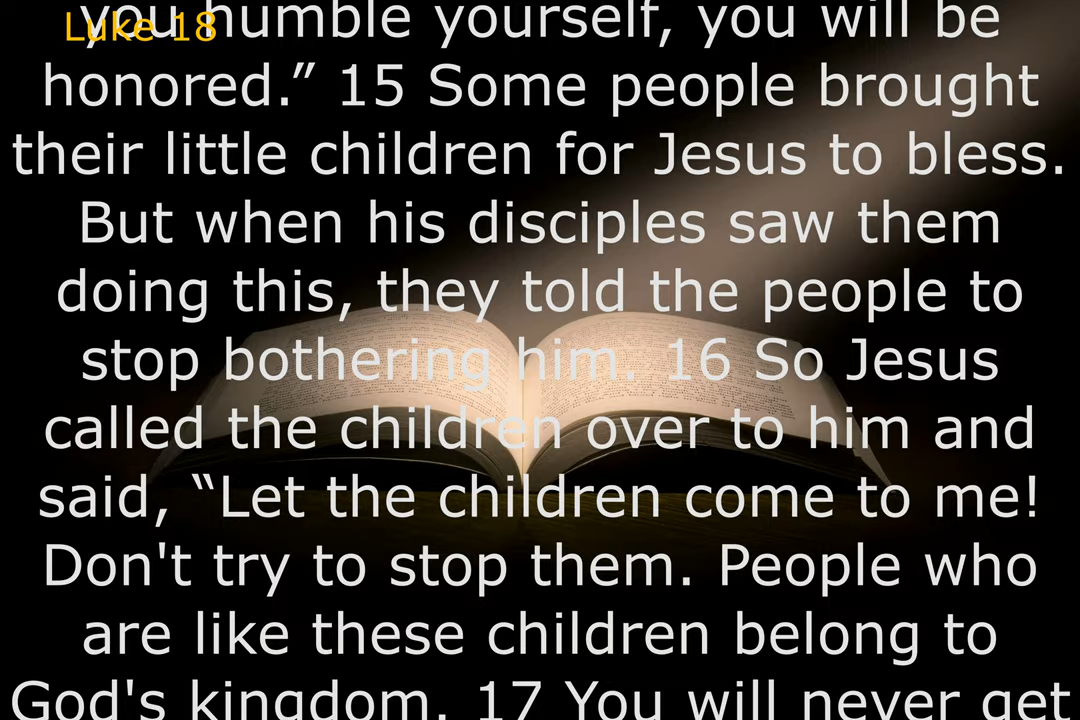 Luke 18
you humble yourself, you will be
honored.” 15 Some people brought
their little children for Jesus to bless.
But when his disciples saw them
doing this, they told the people to
stop bothering him. 16 So Jesus
called the children over to him and
said, “Let the children come to me!
Don't try to stop them. People who
are like these children belong to
God's kingdom. 17 You will never get